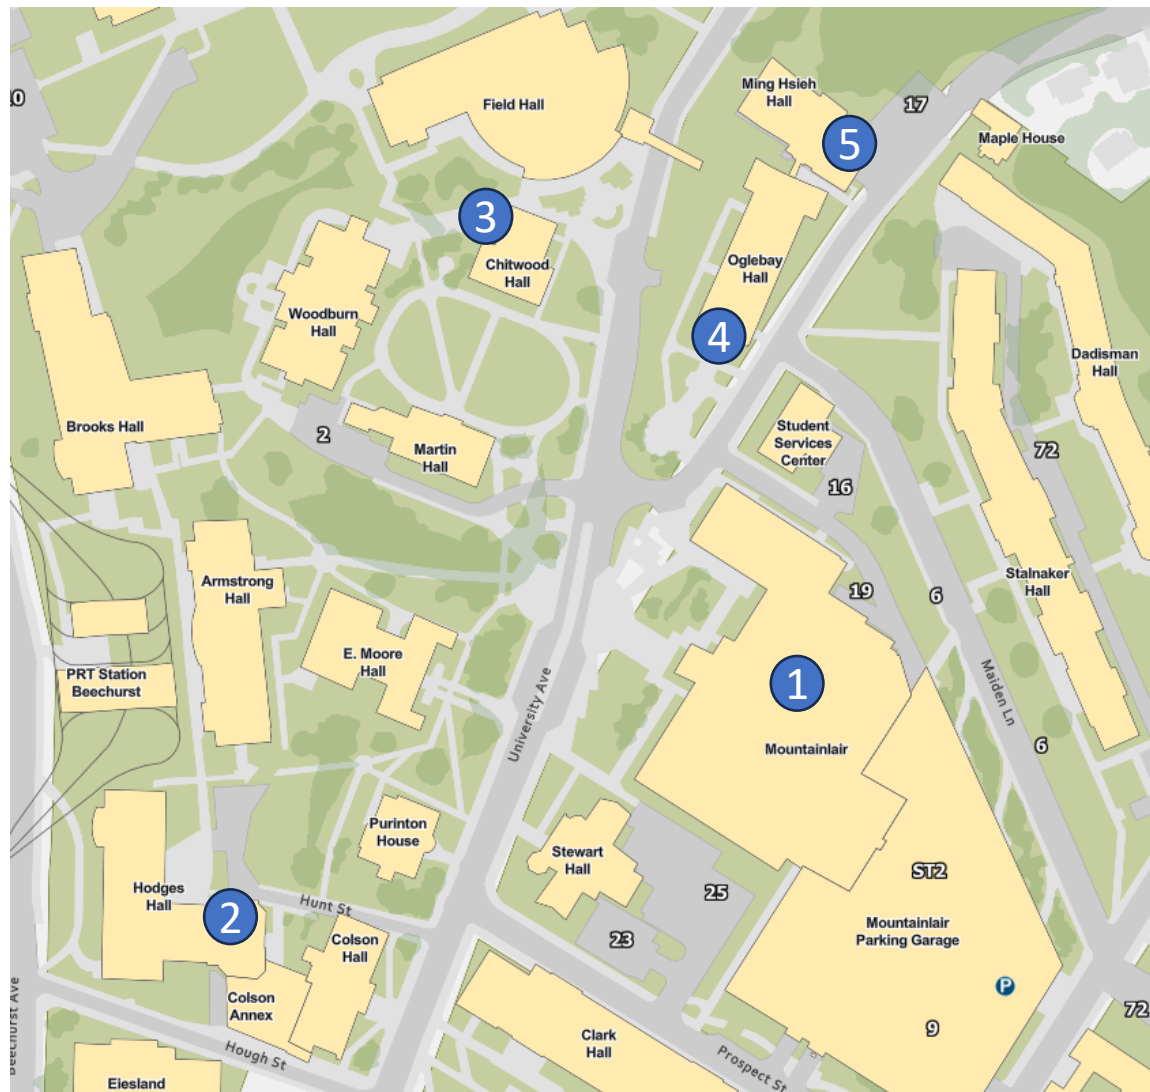 Ming Hsieh
Hall
17
Field Hall
Maple House
5
3
Chitwood
Hall
Oglebay
Hall
Woodburn
Hall
4
Dadisman
Hall
Brooks Hall
2
Martin
Hall
Student
Services
Center
72
16
Armstrong
Hall
Stalnaker
Hall
19
6
E. Moore
Hall
PRT Station
Beechurst
1
University Ave
Maiden Ln
6
Mountainlair
Purinton
House
Stewart
Hall
ST2
25
Hodges
Hall
2
Hunt St
Mountainlair
Parking Garage
23
Colson
Hall
P
Colson
Annex
72
9
Beechurst Ave
Hough St
Clark
Hall
Prospect St
Eiesland